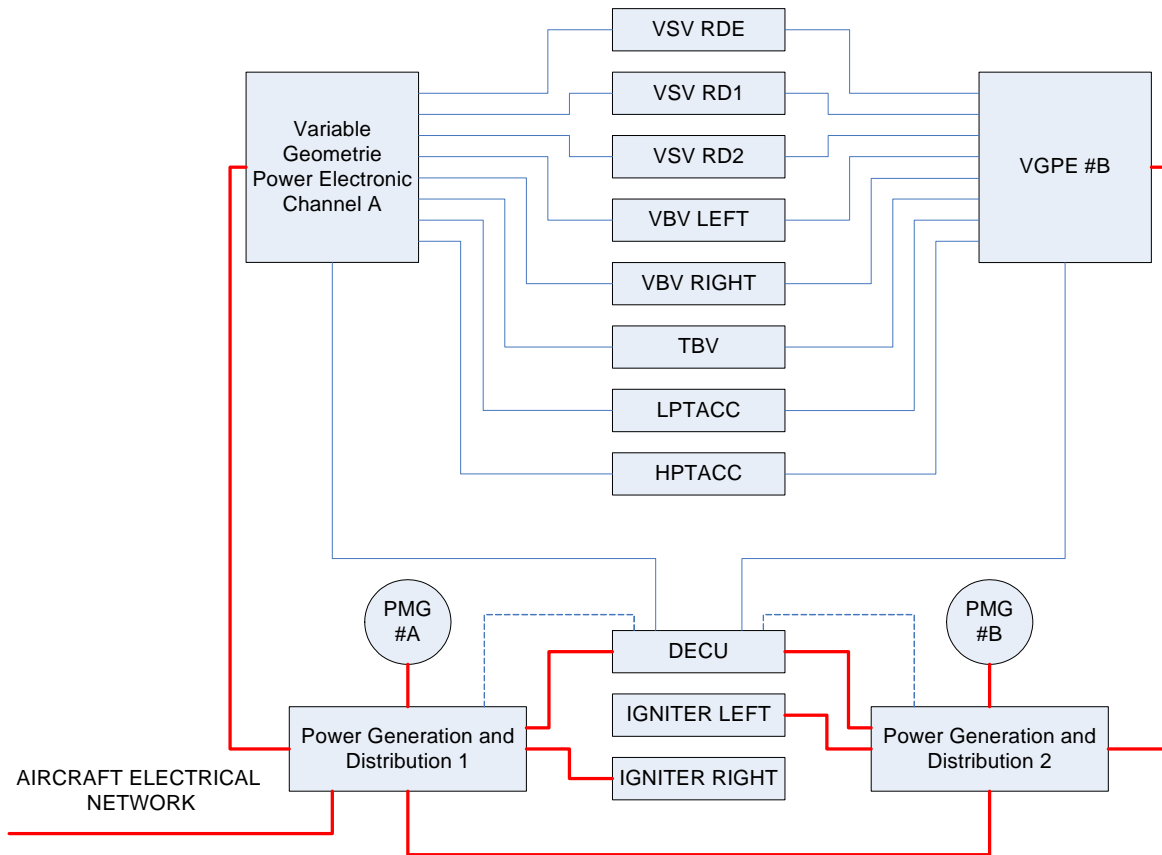 VSV RDE
VSV RD1
Variable
Geometrie
Power Electronic
Channel A
VSV RD2
VGPE #B
VBV LEFT
VBV RIGHT
TBV
LPTACC
HPTACC
PMG
#A
PMG
#B
DECU
IGNITER LEFT
Power Generation and
Distribution 1
Power Generation and
Distribution 2
IGNITER RIGHT
AIRCRAFT ELECTRICAL
NETWORK